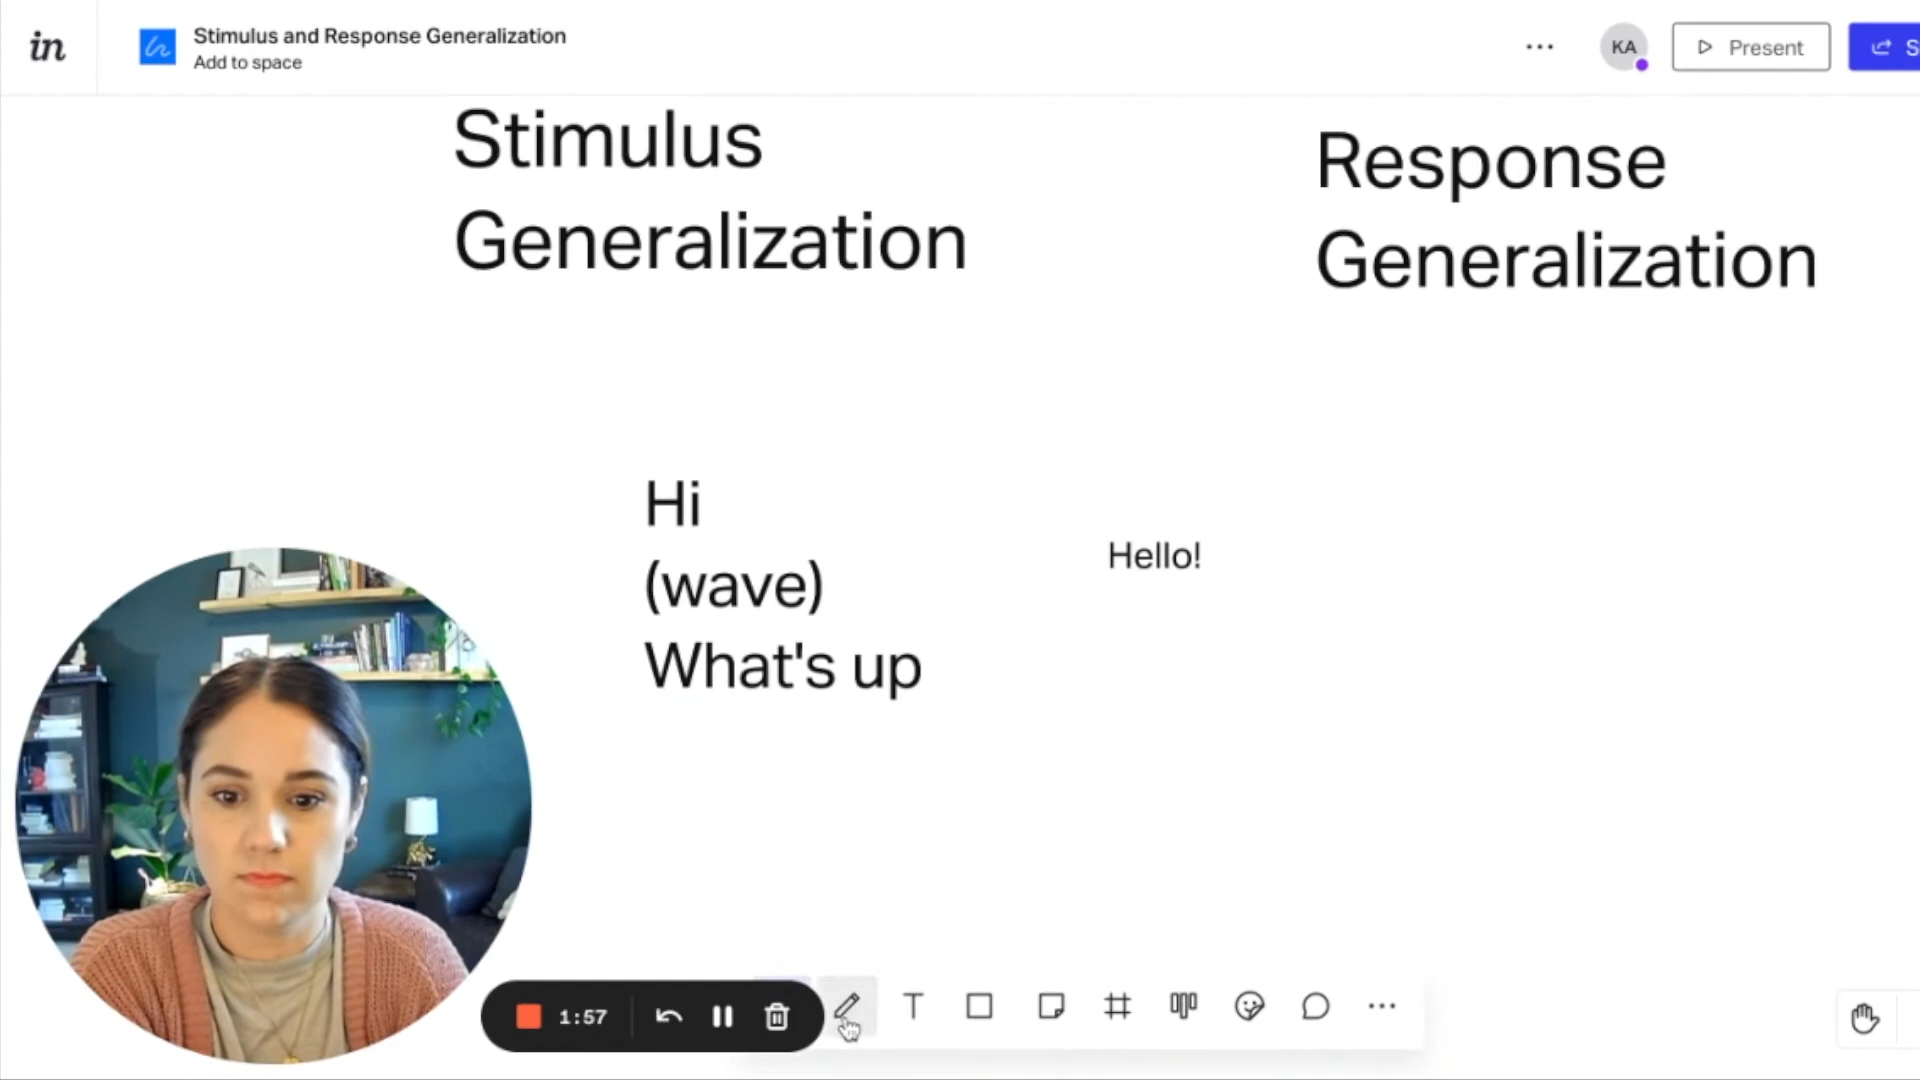 in
Stimulus and Response Generalization
Add to space
KA
Present
S
Stimulus
Generalization
Response
Generalization
Hi
(wave)
What's up
Hello!
1:57
T